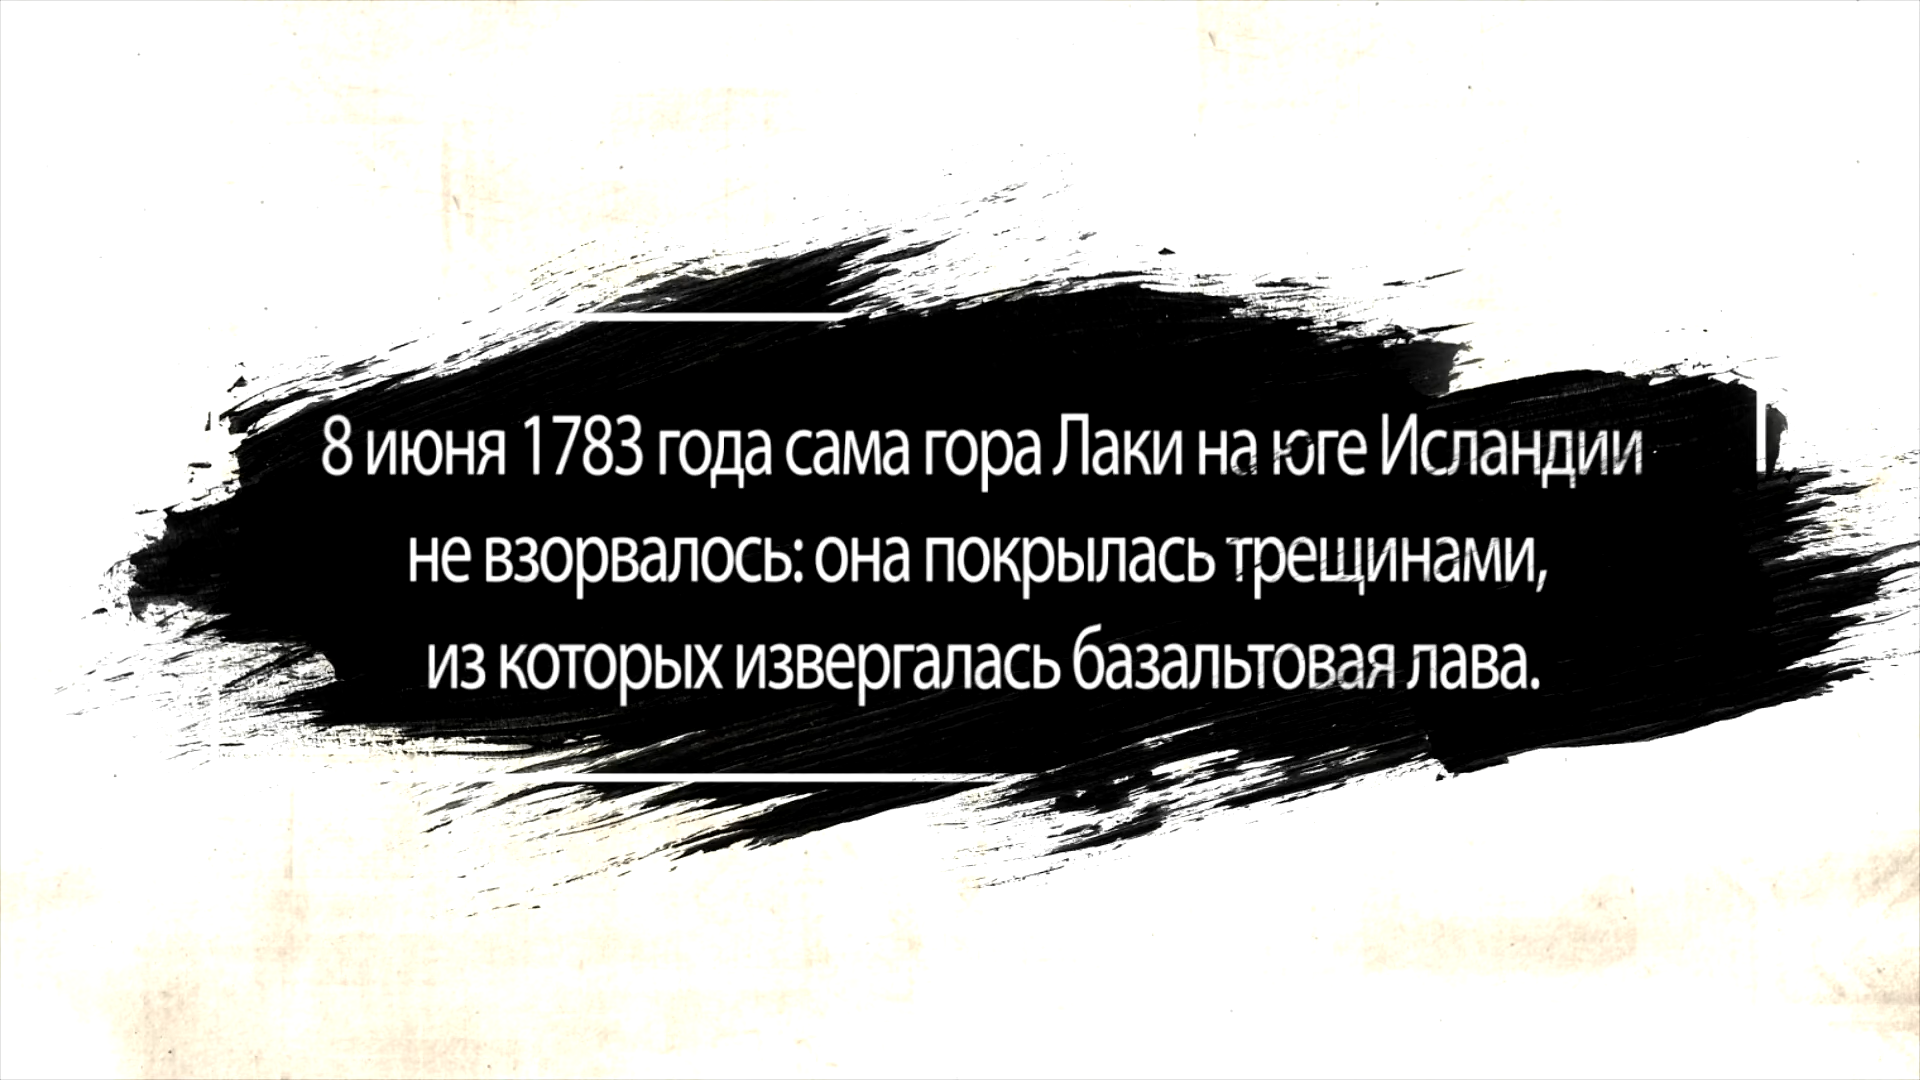 8 июня 1783 года сама гора Лаки на юге Исландии
не взорвалось: она покрылась трещинами,
из которых извергалась базальтовая лава.